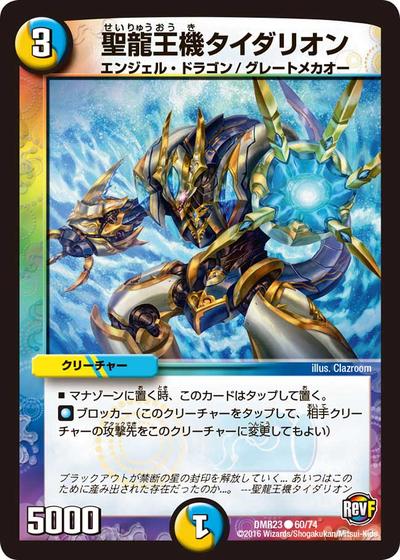 3
せいりゅうおう き
聖龍王機タイダリオン
エンジェル・ドラゴン / グレートメカオー
クリーチャー
illus. Clazroom
■ マナゾーンに置く時、このカードはタップして置く。
ブロッカー (このクリーチャーをタップして、相手クリー
チャーの攻撃先をこのクリーチャーに変更してもよい)
ブラックアウトが禁断の星の封印を解放していく... あいつはこの
ために産み出された存在だったのか...。 ---聖龍王機タイダリオン
5000
1
RevF
DMR23 ● 60/74
©2016 Wizards/Shogakukan/Mitsui-Kids